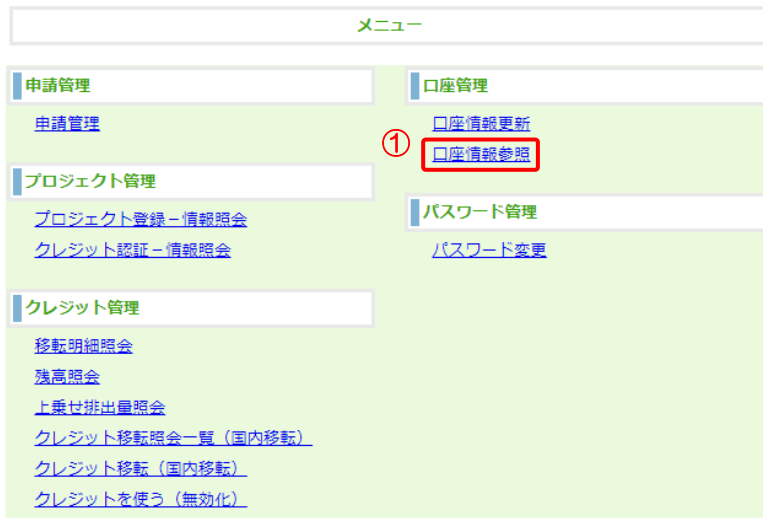 メニュー
申請管理
申請管理
プロジェクト管理
プロジェクト登録－情報照会
クレジット認証－情報照会
クレジット管理
移転明細照会
残高照会
上乗せ排出量照会
クレジット移転照会一覧（国内移転）
クレジット移転（国内移転）
クレジットを使う（無効化）
口座管理
口座情報更新
① 口座情報参照
パスワード管理
パスワード変更